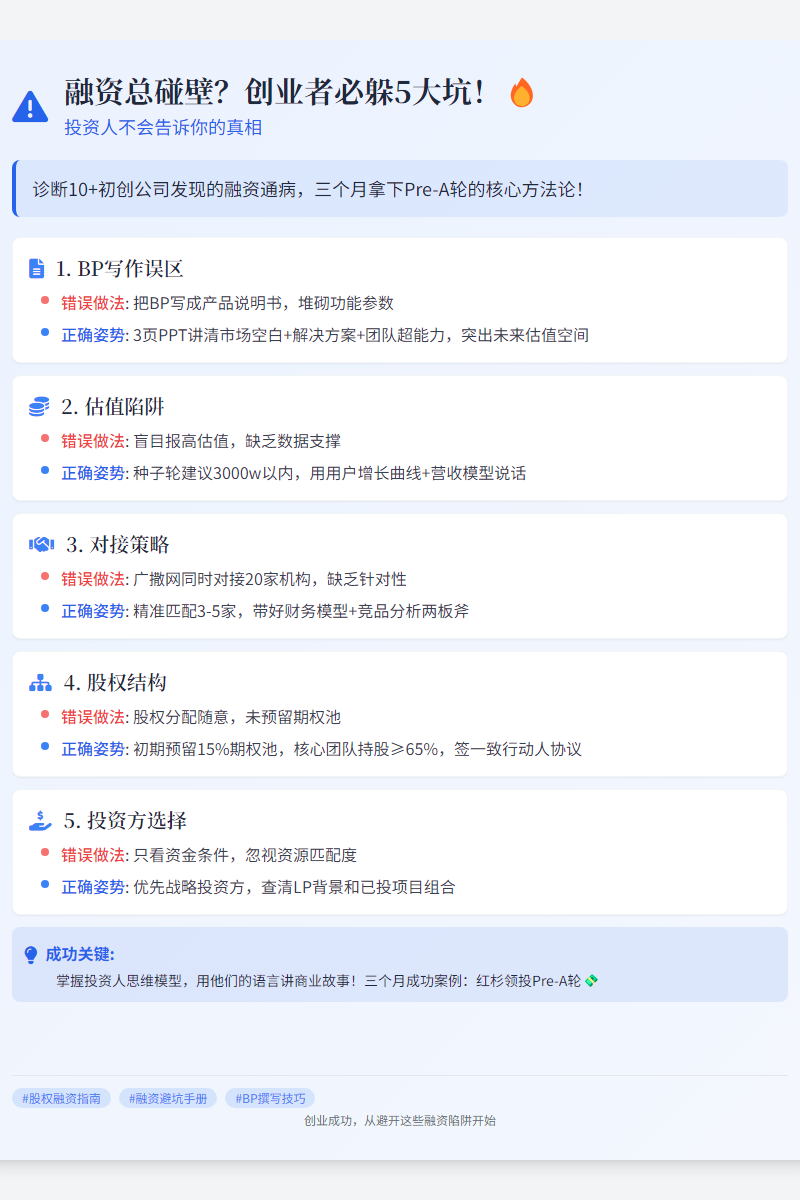 融资总碰壁？创业者必躲5大坑！🔥
投资人不会告诉你的真相
诊断10+初创公司发现的融资通病，三个月拿下Pre-A轮的核心方法论！
1. BP写作误区
错误做法: 把BP写成产品说明书，堆砌功能参数
正确姿势: 3页PPT讲清市场空白+解决方案+团队超能力，突出未来估值空间
2. 估值陷阱
错误做法: 盲目报高估值，缺乏数据支撑
正确姿势: 种子轮建议3000w以内，用用户增长曲线+营收模型说话
3. 对接策略
错误做法: 广撒网同时对接20家机构，缺乏针对性
正确姿势: 精准匹配3-5家，带好财务模型+竞品分析两板斧
4. 股权结构
错误做法: 股权分配随意，未预留期权池
正确姿势: 初期预留15%期权池，核心团队持股≥65%，签一致行动人协议
5. 投资方选择
错误做法: 只看资金条件，忽视资源匹配度
正确姿势: 优先战略投资方，查清LP背景和已投项目组合
成功关键:
掌握投资人思维模型，用他们的语言讲商业故事！三个月成功案例：红杉领投Pre-A轮💸
#股权融资指南 #融资避坑手册 #BP撰写技巧
创业成功，从避开这些融资陷阱开始